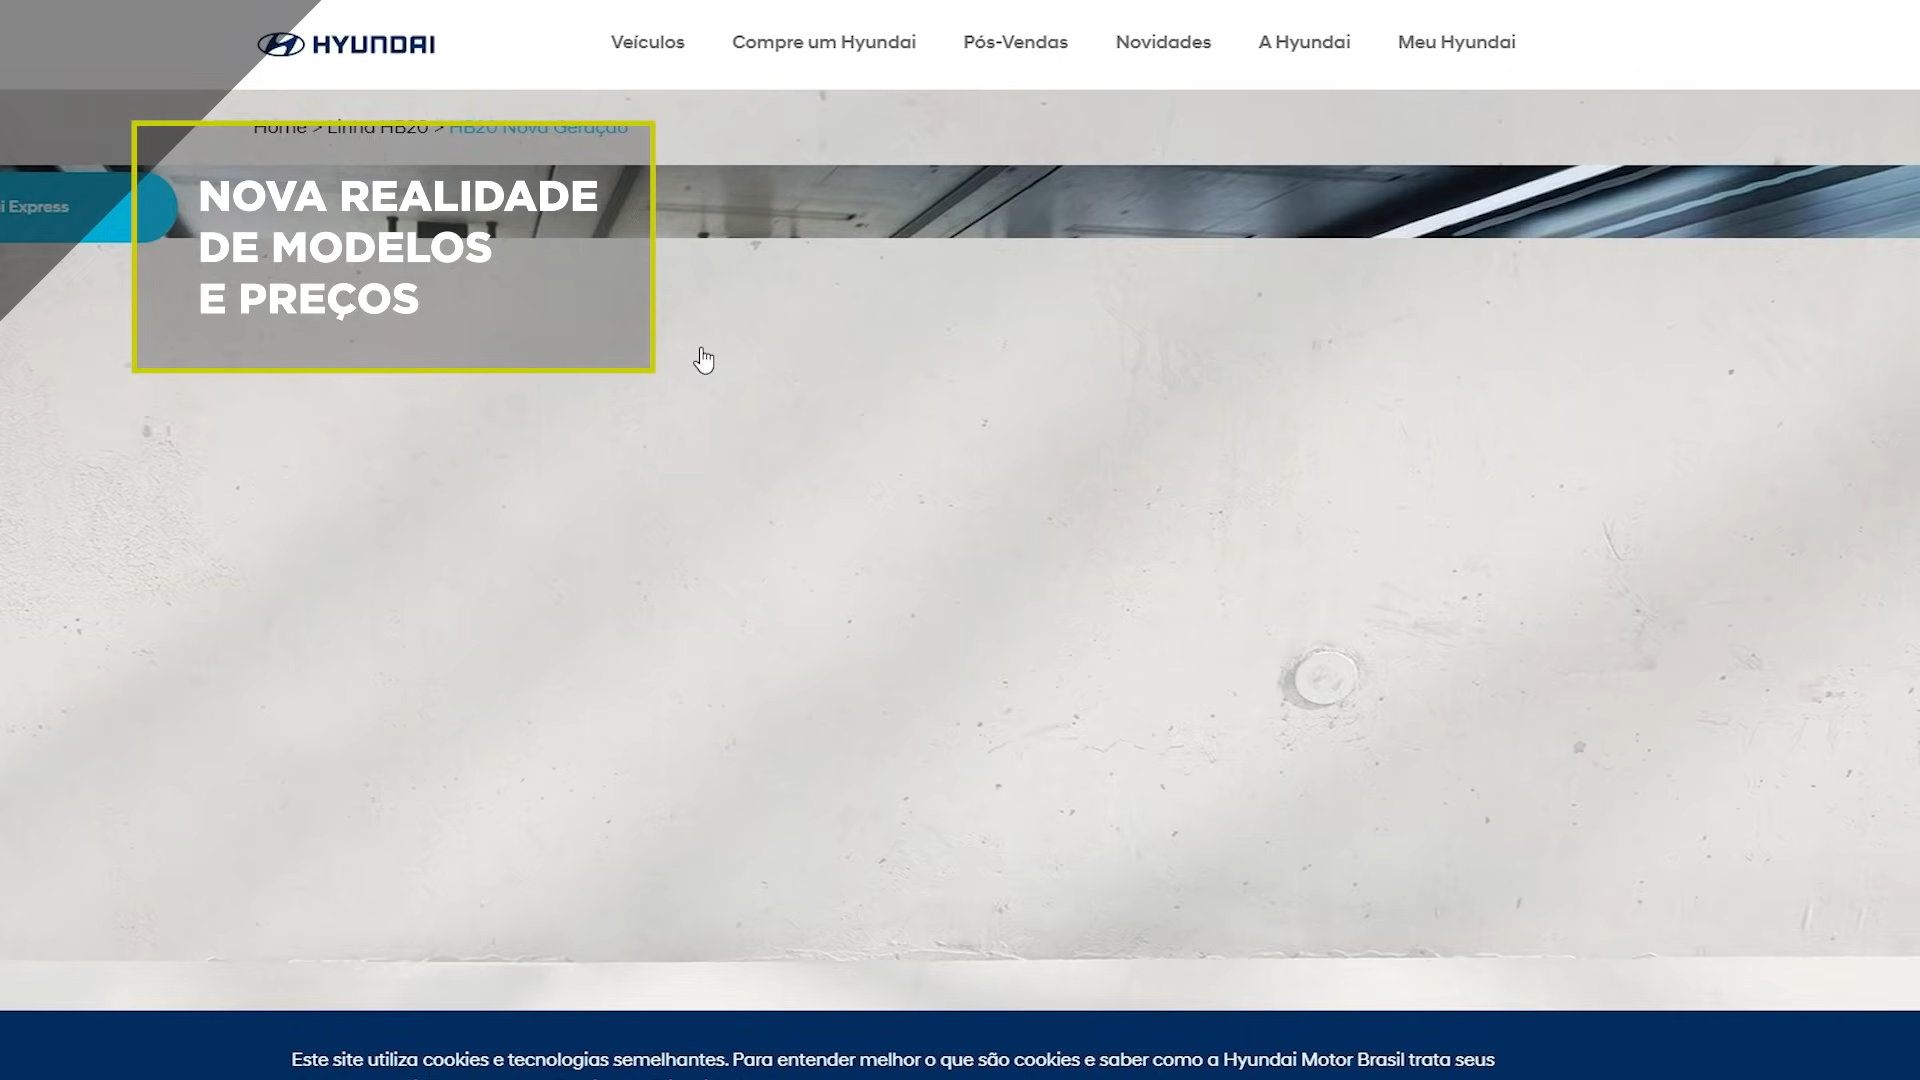 HYUNDAI
Veículos Compre um Hyundai Pós-Vendas Novidades A Hyundai Meu Hyundai
Home > Linha HB20 > HB20 Nova Geração
i Express
NOVA REALIDADE
DE MODELOS
E PREÇOS
Este site utiliza cookies e tecnologias semelhantes. Para entender melhor o que são cookies e saber como a Hyundai Motor Brasil trata seus